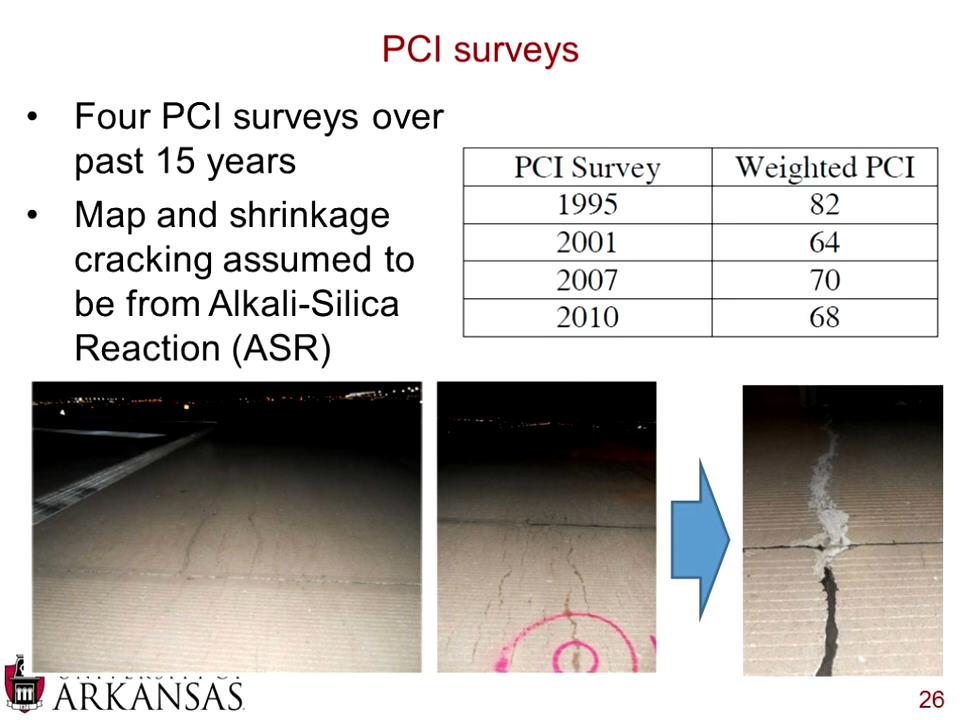 PCI surveys
• Four PCI surveys over
past 15 years
• Map and shrinkage
cracking assumed to
be from Alkali-Silica
Reaction (ASR)
PCI Survey Weighted PCI
1995 82
2001 64
2007 70
2010 68
ARKANSAS
26